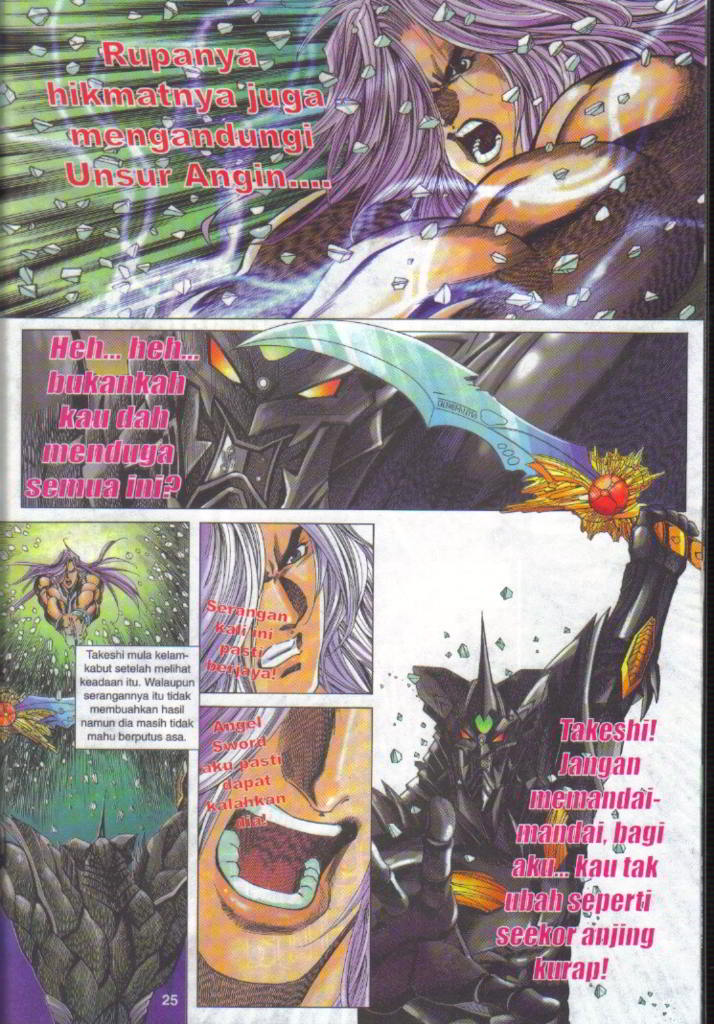 Rupanya
hikmatnya juga
mengandungi
Unsur Angin....
Heh... heh...
bukankah
kau dah
menduga
semua ini?
Takeshi mula kelam-
kabut setelah melihat
keadaan itu. Walaupun
serangannya itu tidak
membuahkan hasil
namun dia masih tidak
mahu berputus asa.
Serangan
kali ini
pasti
berjaya!
Angel
Sword
aku pasti
dapat
kalahkan
dia!
Takeshi!
Jangan
memandai-
mandai, bagi
aku... kau tak
ubah seperti
seekor anjing
kurap!
25